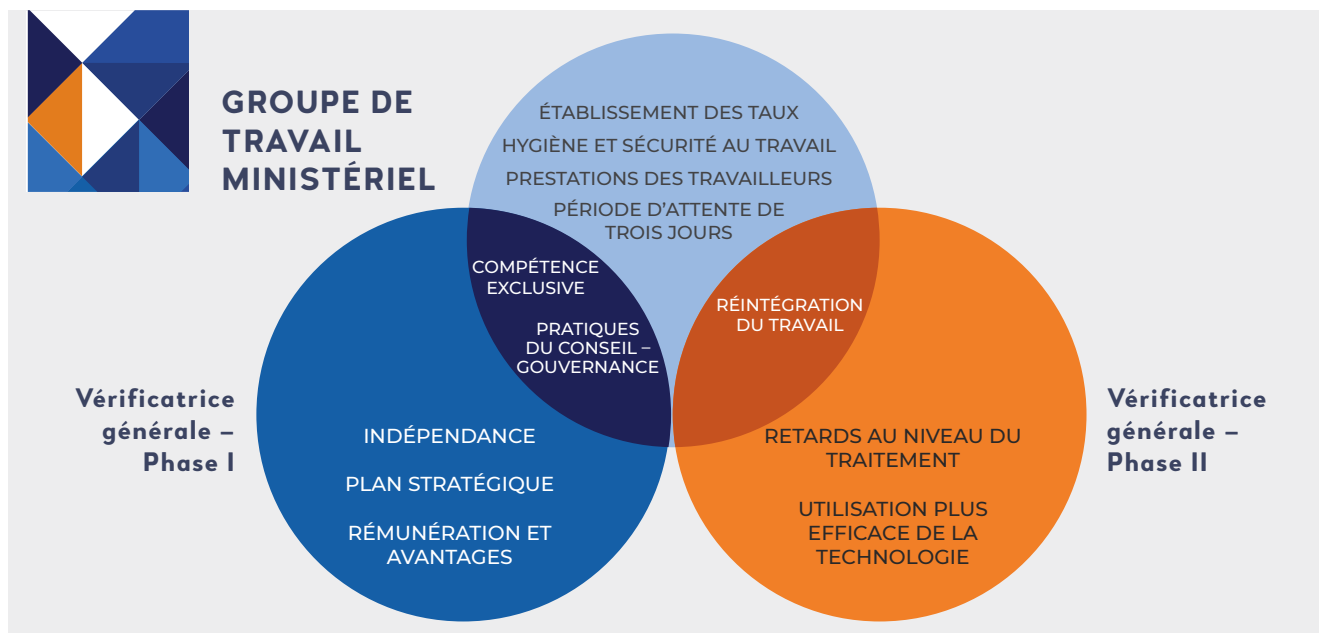 GROUPE DE
TRAVAIL
MINISTÉRIEL
ÉTABLISSEMENT DES TAUX
HYGIÈNE ET SÉCURITÉ AU TRAVAIL
PRESTATIONS DES TRAVAILLEURS
PÉRIODE D’ATTENTE DE
TROIS JOURS
COMPÉTENCE
EXCLUSIVE
PRATIQUES
DU CONSEIL –
GOUVERNANCE
RÉINTÉGRATION
DU TRAVAIL
Vérificatrice
générale –
Phase I
INDÉPENDANCE
PLAN STRATÉGIQUE
RÉMUNÉRATION ET
AVANTAGES
RETARDS AU NIVEAU DU
TRAITEMENT
UTILISATION PLUS
EFFICACE DE LA
TECHNOLOGIE
Vérificatrice
générale –
Phase II